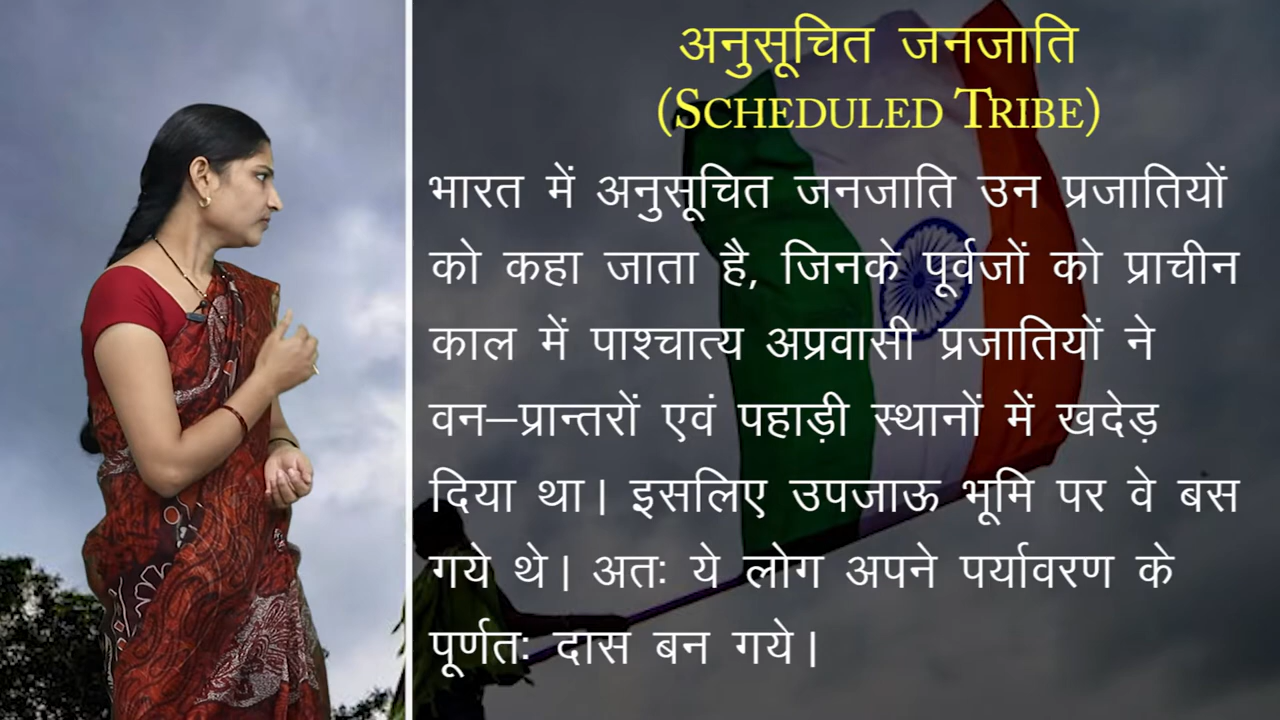 अनुसूचित जनजाति
(SCHEDULED TRIBE)
भारत में अनुसूचित जनजाति उन प्रजातियों
को कहा जाता है, जिनके पूर्वजों को प्राचीन
काल में पाश्चात्य अप्रवासी प्रजातियों ने
वन–प्रान्तरों एवं पहाड़ी स्थानों में खदेड़
दिया था। इसलिए उपजाऊ भूमि पर वे बस
गये थे। अतः ये लोग अपने पर्यावरण के
पूर्णतः दास बन गये।